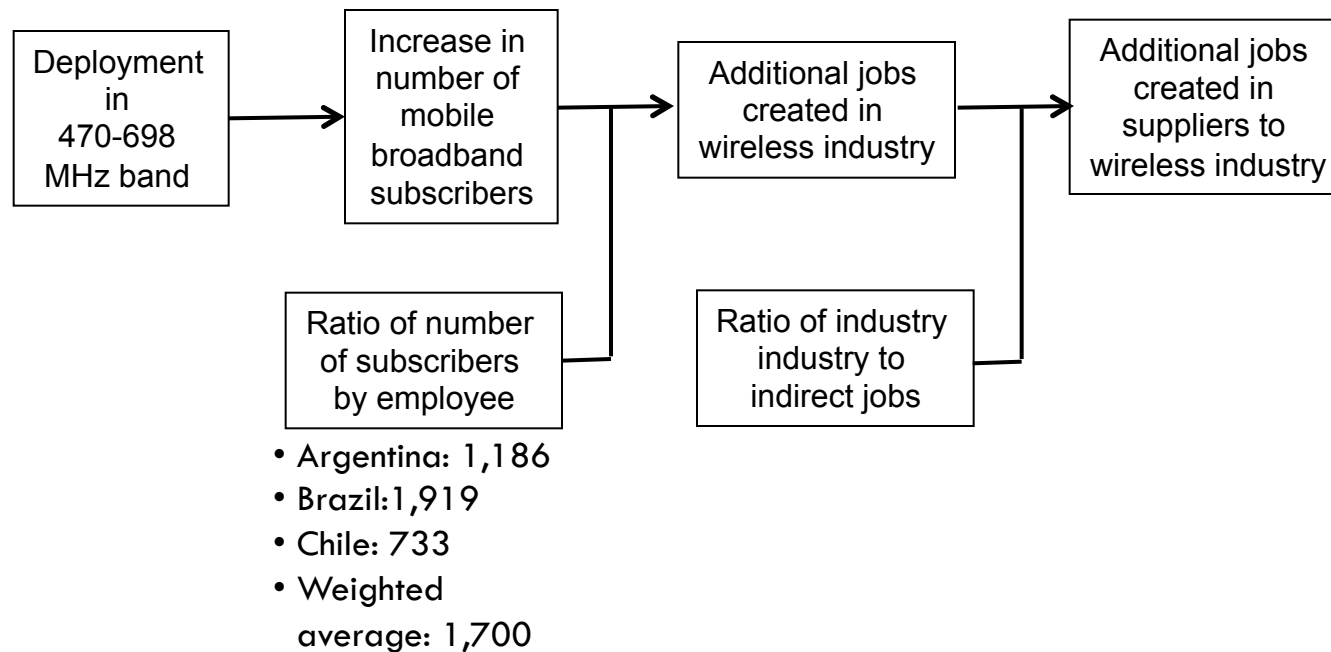 Deployment
in
470-698
MHz band
Increase in
number of
mobile
broadband
subscribers
Additional jobs
created in
wireless industry
Additional jobs
created in
suppliers to
wireless industry
Ratio of number
of subscribers
by employee
Ratio of industry
industry to
indirect jobs
• Argentina: 1,186
• Brazil:1,919
• Chile: 733
• Weighted
average: 1,700